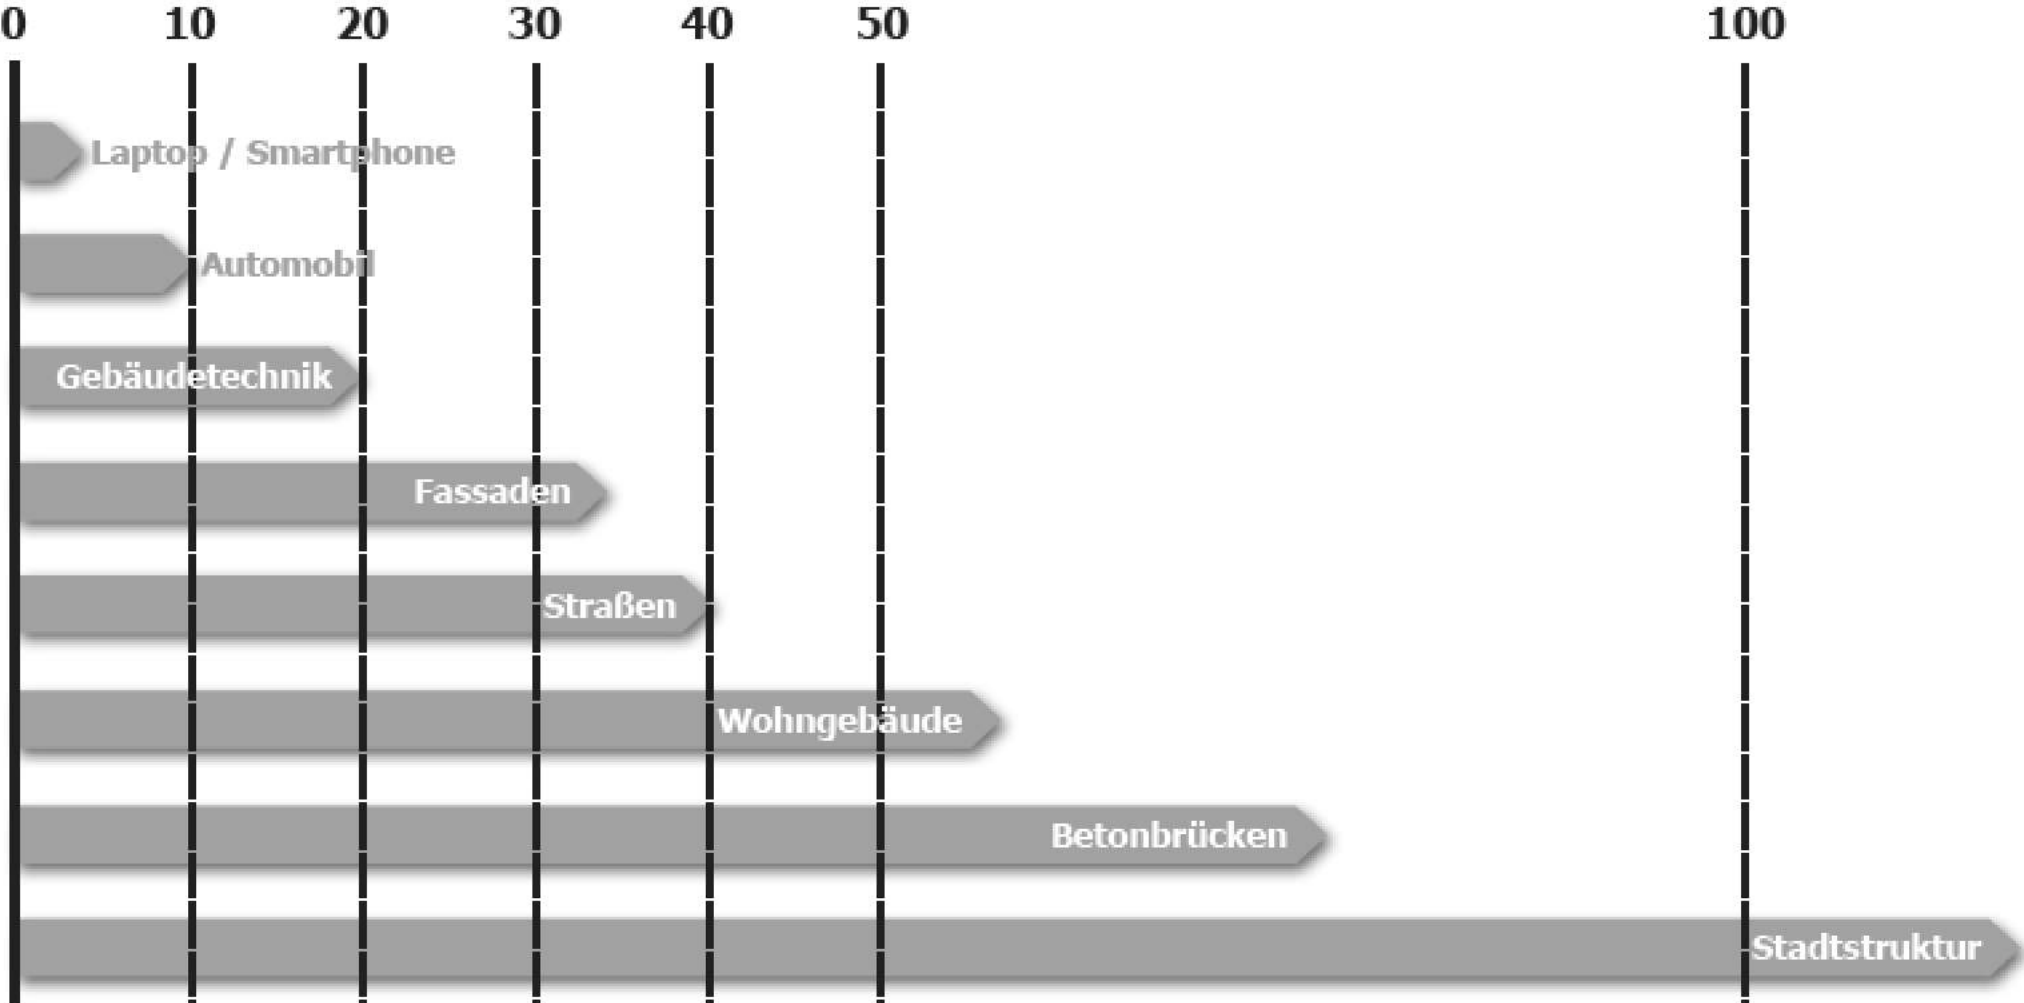 0 10 20 30 40 50 100
Laptop / Smartphone
Automobil
Gebäudetechnik
Fassaden
Straßen
Wohngebäude
Betonbrücken
Stadtstruktur